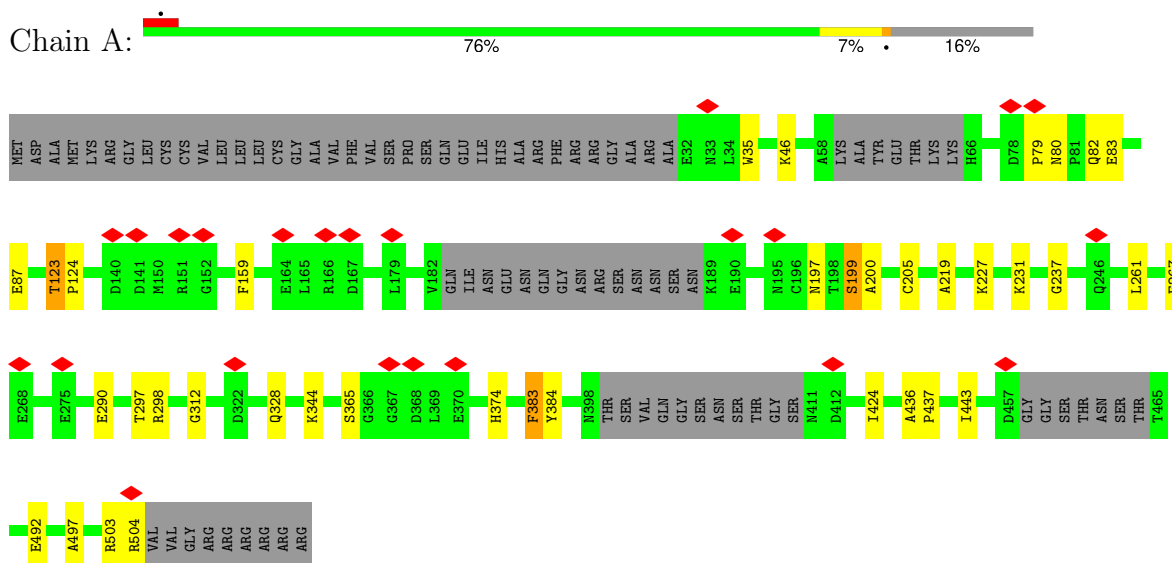 Chain A:
76% 7% 16%
MET ASP ALA MET LYS ARG GLY LEU CYS CYS VAL LEU LEU LEU CYS GLY ALA VAL PHE VAL SER PRO SER GLN GLU ILE HIS ALA ARG PHE ARG ARG GLY ALA ARG ALA E32 N33 L34 W35 K46 A58 LYS ALA TYR GLU THR LYS LYS H66 D78 P79 N80 P81 Q82 E83
E87 T123 P124 D140 D141 M150 R151 G152 F159 E164 L165 R166 D167 L179 V182 GLN ILE ASN GLU ASN GLN GLY ASN ARG SER ASN ASN SER ASN K189 E190 N195 C196 N197 T198 S199 A200 C205 A219 K227 K231 G237 Q246 L261
E268 E275 E290 T297 R298 G312 D322 Q328 K344 S365 G366 G367 D368 L369 E370 H374 F383 Y384 N398 THR SER VAL GLN GLY SER ASN SER THR GLY SER N411 D412 I424 A436 P437 I443 D457 GLY GLY SER THR ASN SER THR T465
E492 A497 R503 R504 VAL VAL GLY ARG ARG ARG ARG ARG ARG